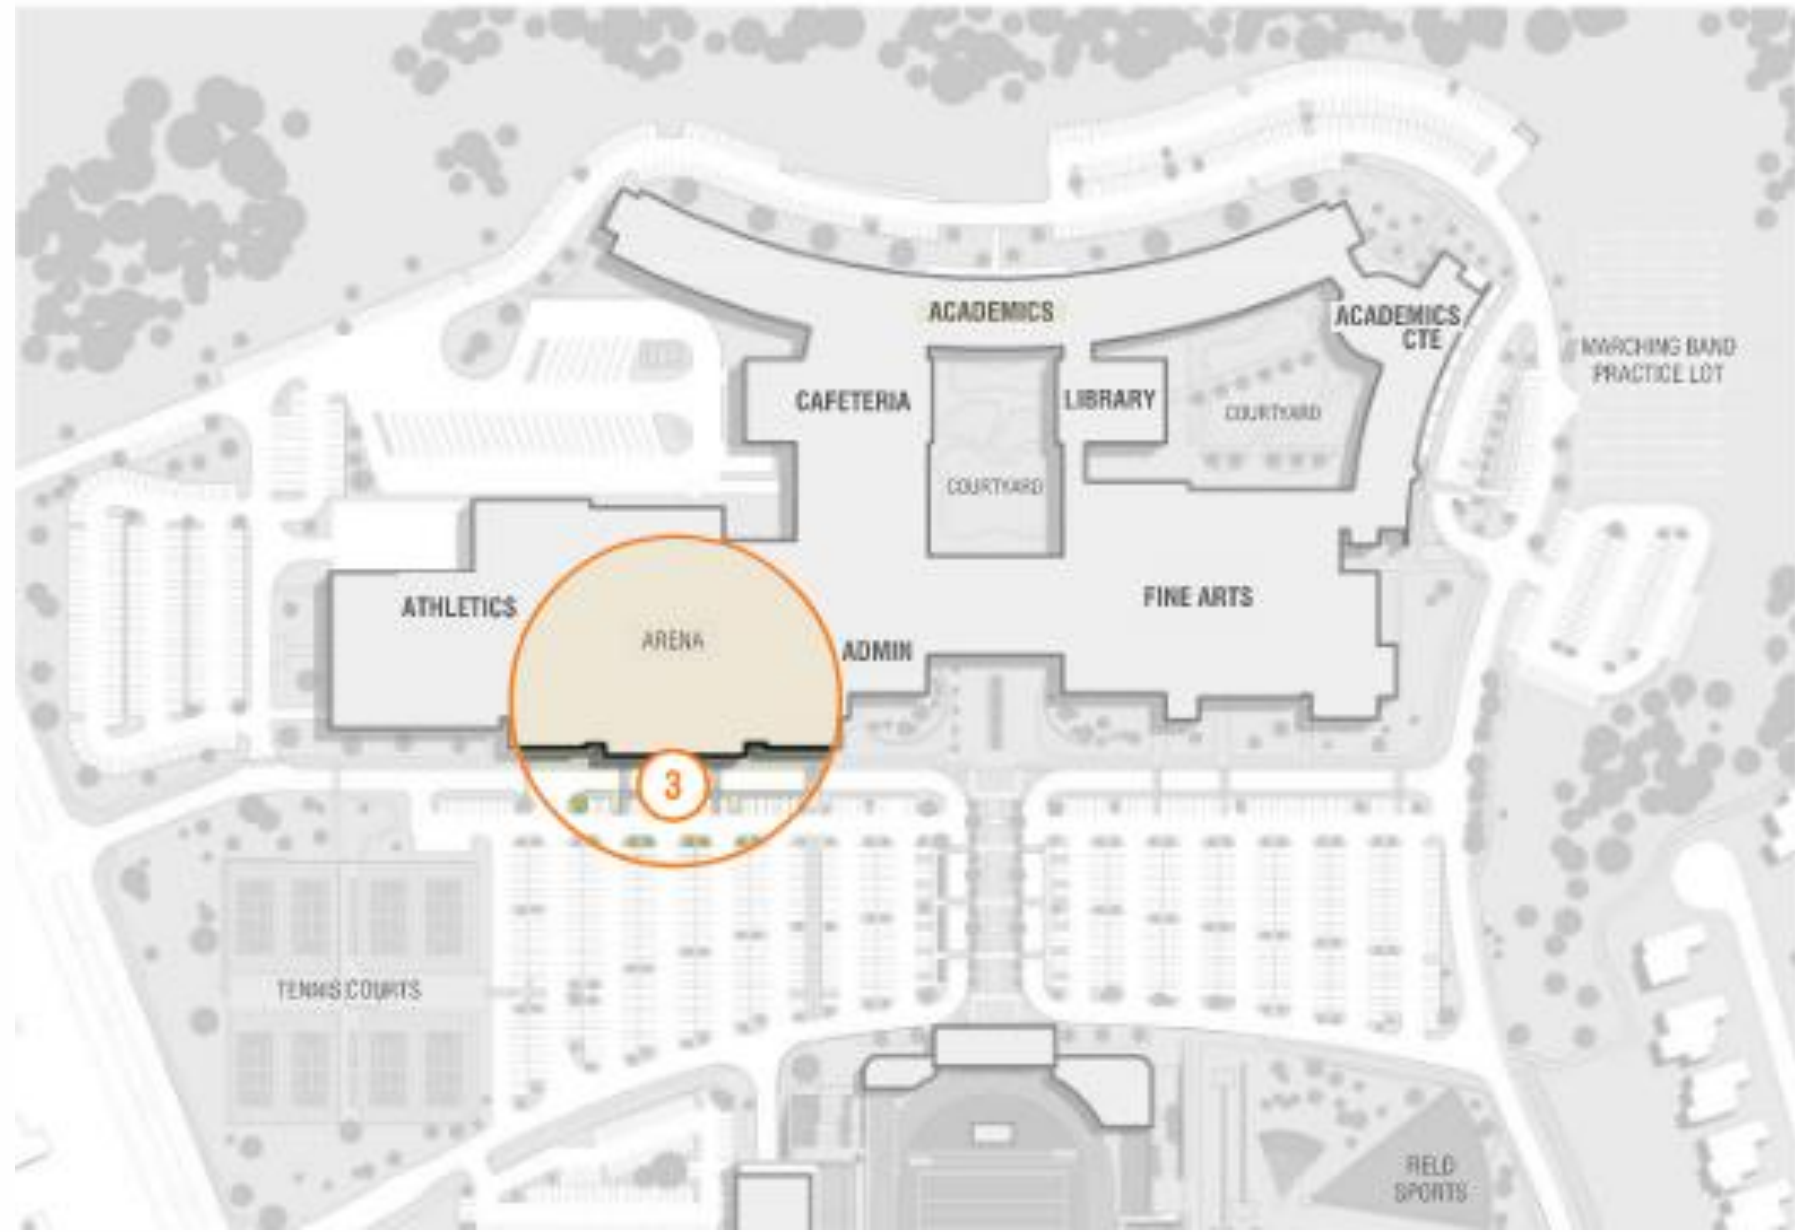 ACADEMICS
ACADEMICS
CTE
MARCHING BAND
PRACTICE LOT
CAFETERIA
LIBRARY
COURTYARD
COURTYARD
ATHLETICS
ARENA
ADMIN
FINE ARTS
3
TENNIS COURTS
FIELD
SPORTS